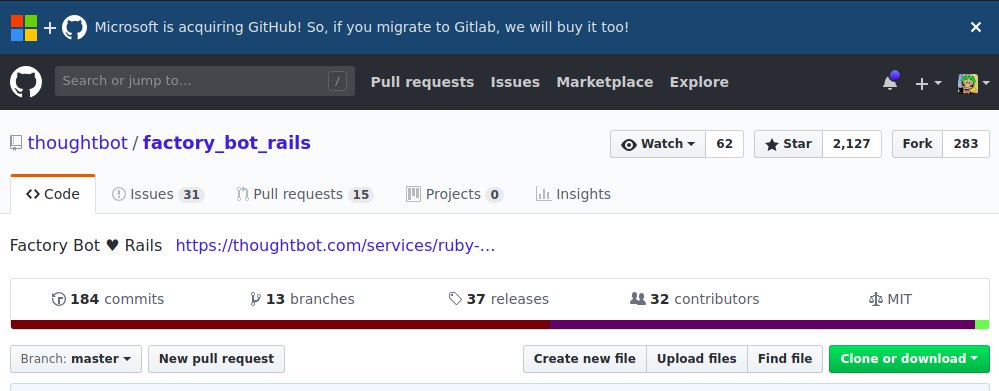 + Microsoft is acquiring GitHub! So, if you migrate to Gitlab, we will buy it too! ×
Search or jump to... / Pull requests Issues Marketplace Explore +
thoughtbot / factory_bot_rails Watch 62 Star 2,127 Fork 283
<> Code Issues 31 Pull requests 15 Projects 0 Insights
Factory Bot ♥ Rails https://thoughtbot.com/services/ruby-…
184 commits 13 branches 37 releases 32 contributors MIT
Branch: master New pull request Create new file Upload files Find file Clone or download